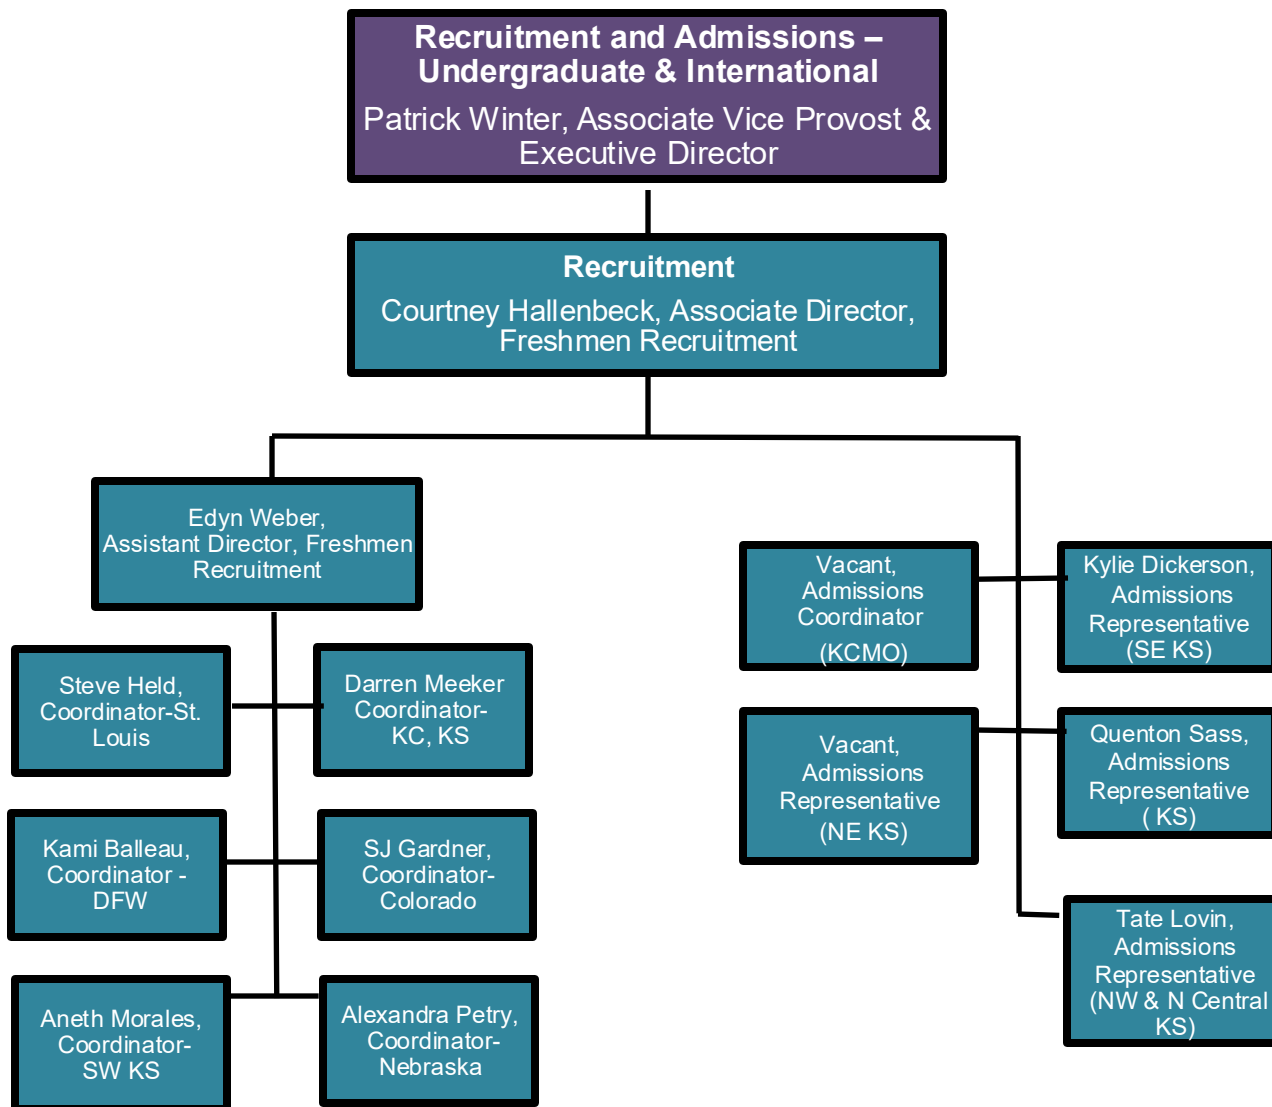 Recruitment and Admissions –
Undergraduate & International
Patrick Winter, Associate Vice Provost &
Executive Director
Recruitment
Courtney Hallenbeck, Associate Director,
Freshmen Recruitment
Edyn Weber,
Assistant Director, Freshmen
Recruitment
Steve Held,
Coordinator-St.
Louis
Darren Meeker
Coordinator-
KC, KS
Kami Balleau,
Coordinator -
DFW
SJ Gardner,
Coordinator-
Colorado
Aneth Morales,
Coordinator-
SW KS
Alexandra Petry,
Coordinator-
Nebraska
Vacant,
Admissions
Coordinator
(KCMO)
Kylie Dickerson,
Admissions
Representative
(SE KS)
Vacant,
Admissions
Representative
(NE KS)
Quenton Sass,
Admissions
Representative
( KS)
Tate Lovin,
Admissions
Representative
(NW & N Central
KS)